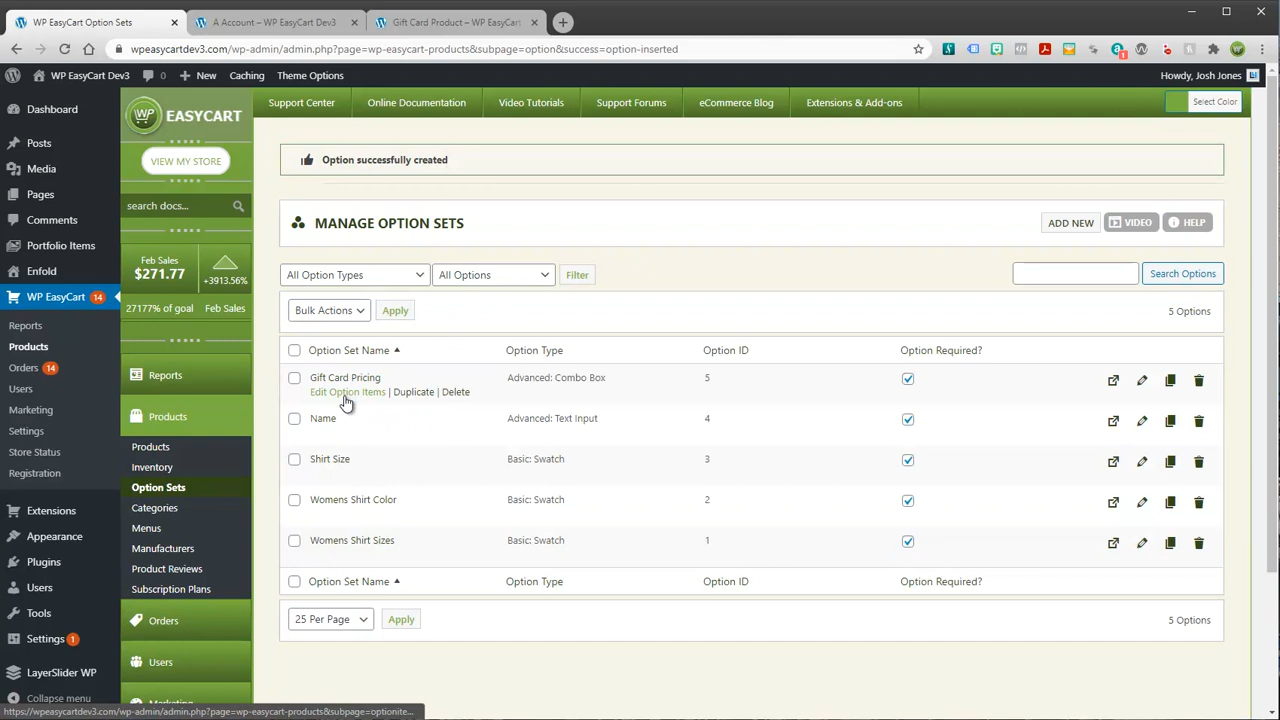 WP EasyCart Option Sets
A Account – WP EasyCart Dev3
Gift Card Product – WP EasyCart
wpeasycartdev3.com/wp-admin/admin.php?page=wp-easycart-products&subpage=option&success=option-inserted
WP EasyCart Dev3 0 New Caching Theme Options Howdy, Josh Jones
Dashboard
Posts
Media
Pages
Comments
Portfolio Items
Enfold
WP EasyCart 14
Reports
Products
Orders 14
Users
Marketing
Settings
Store Status
Registration
Extensions
Appearance
Plugins
Users
Tools
Settings 1
LayerSlider WP
Collapse menu
WP EASYCART
VIEW MY STORE
search docs...
Feb Sales
$271.77
+3913.56%
27177% of goal Feb Sales
Reports
Products
Products
Inventory
Option Sets
Categories
Menus
Manufacturers
Product Reviews
Subscription Plans
Orders
Users
Marketing
Support Center Online Documentation Video Tutorials Support Forums eCommerce Blog Extensions & Add-ons Select Color
Option successfully created
MANAGE OPTION SETS ADD NEW VIDEO HELP
All Option Types All Options Filter Search Options
Bulk Actions Apply 5 Options
Option Set Name Option Type Option ID Option Required?
Gift Card Pricing Advanced: Combo Box 5
Edit Option Items | Duplicate | Delete
Name Advanced: Text Input 4
Shirt Size Basic: Swatch 3
Womens Shirt Color Basic: Swatch 2
Womens Shirt Sizes Basic: Swatch 1
Option Set Name Option Type Option ID Option Required?
25 Per Page Apply 5 Options
https://wpeasycartdev3.com/wp-admin/admin.php?page=wp-easycart-products&subpage=optionite...